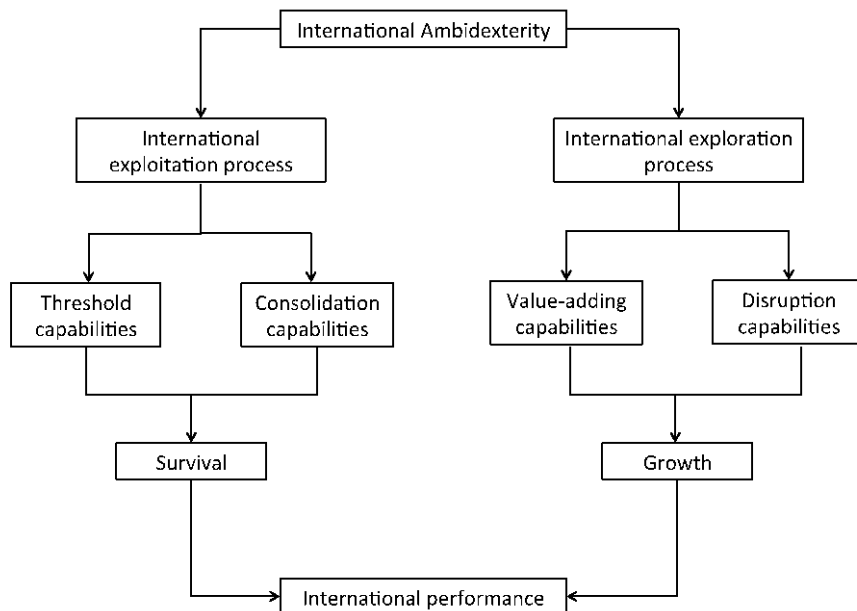 International Ambidexterity
International
exploitation process
International exploration
process
Threshold
capabilities
Consolidation
capabilities
Value-adding
capabilities
Disruption
capabilities
Survival
Growth
International performance